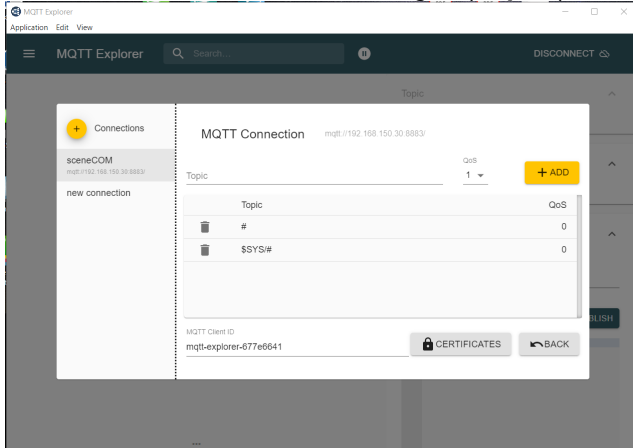 MQTT Explorer
Application Edit View
MQTT Explorer
Search...
DISCONNECT
Topic
Connections
sceneCOM
mqtt://192.168.150.30:8883/
new connection
MQTT Connection mqtt://192.168.150.30:8883/
Topic
QoS
1
+ ADD
Topic QoS
# 0
$SYS/# 0
MQTT Client ID
mqtt-explorer-677e6641
CERTIFICATES
BACK
BLISH
...